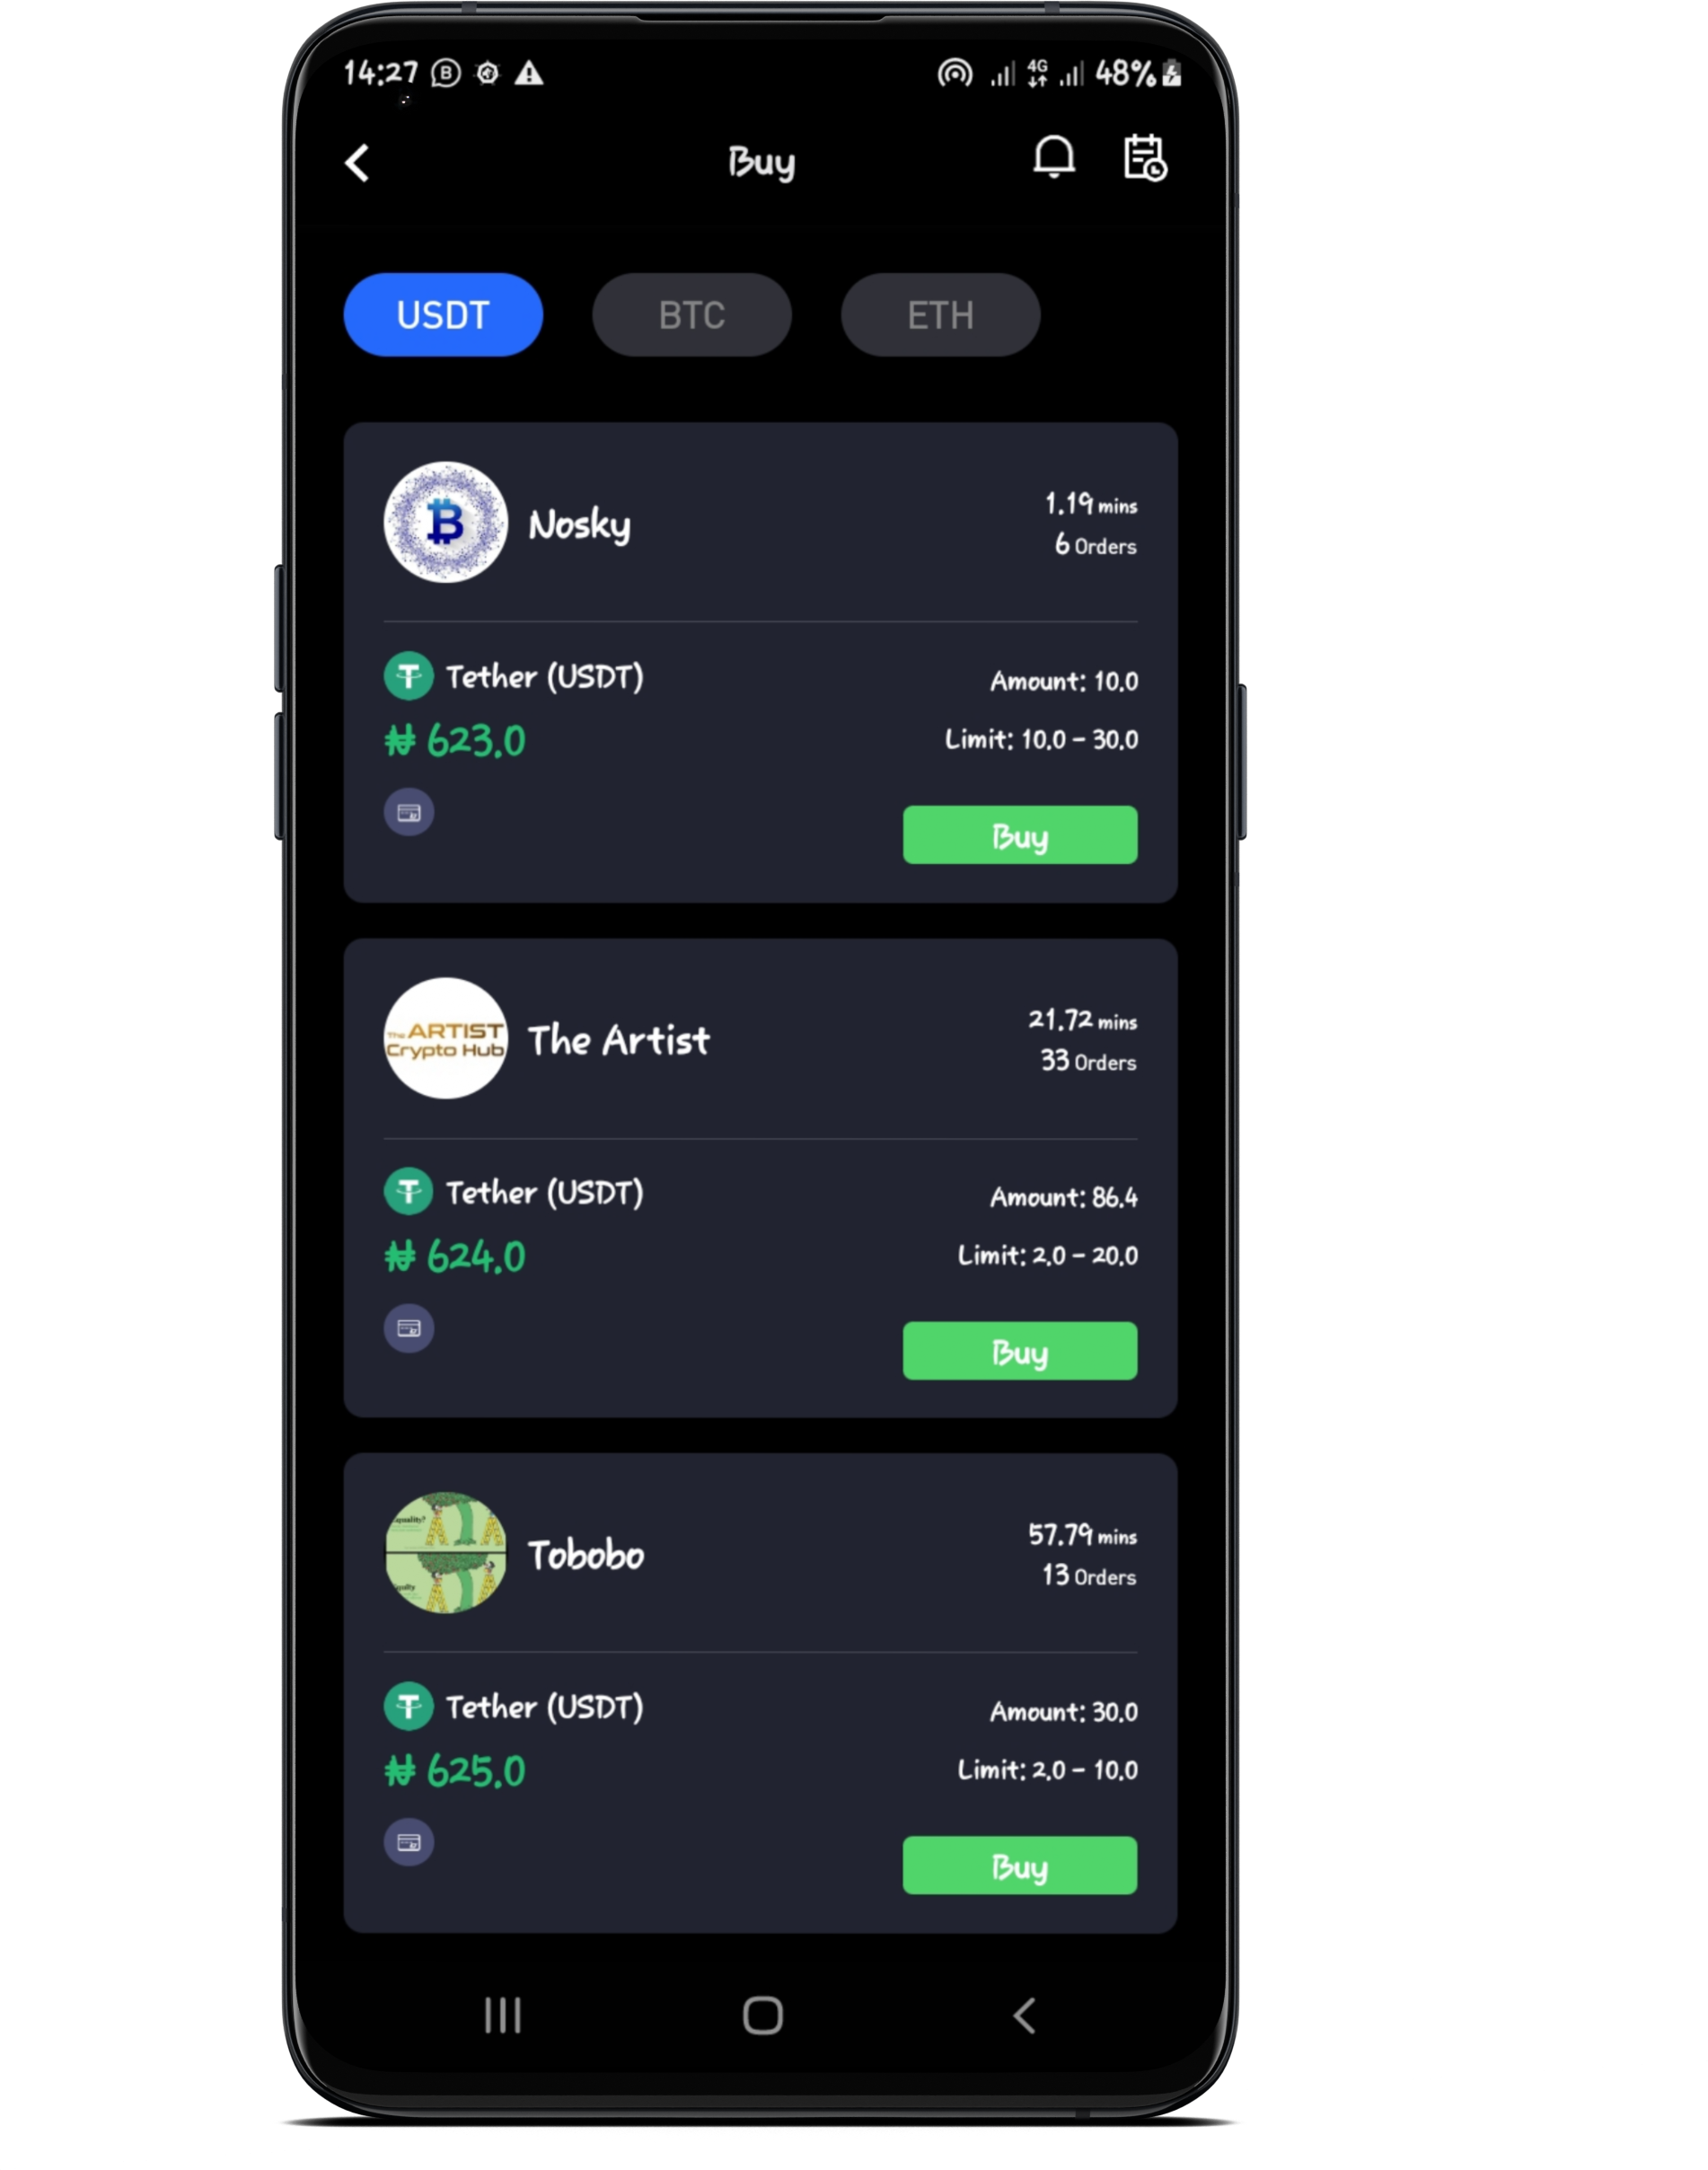 14:27
4G
48%
Buy
USDT BTC ETH
B
Nosky
1.19 mins
6 Orders
Tether (USDT)
Amount: 10.0
₦ 623.0
Limit: 10.0 - 30.0
Buy
The ARTIST
Crypto Hub
The Artist
21.72 mins
33 Orders
Tether (USDT)
Amount: 86.4
₦ 624.0
Limit: 2.0 - 20.0
Buy
Tobobo
57.79 mins
13 Orders
Tether (USDT)
Amount: 30.0
₦ 625.0
Limit: 2.0 - 10.0
Buy